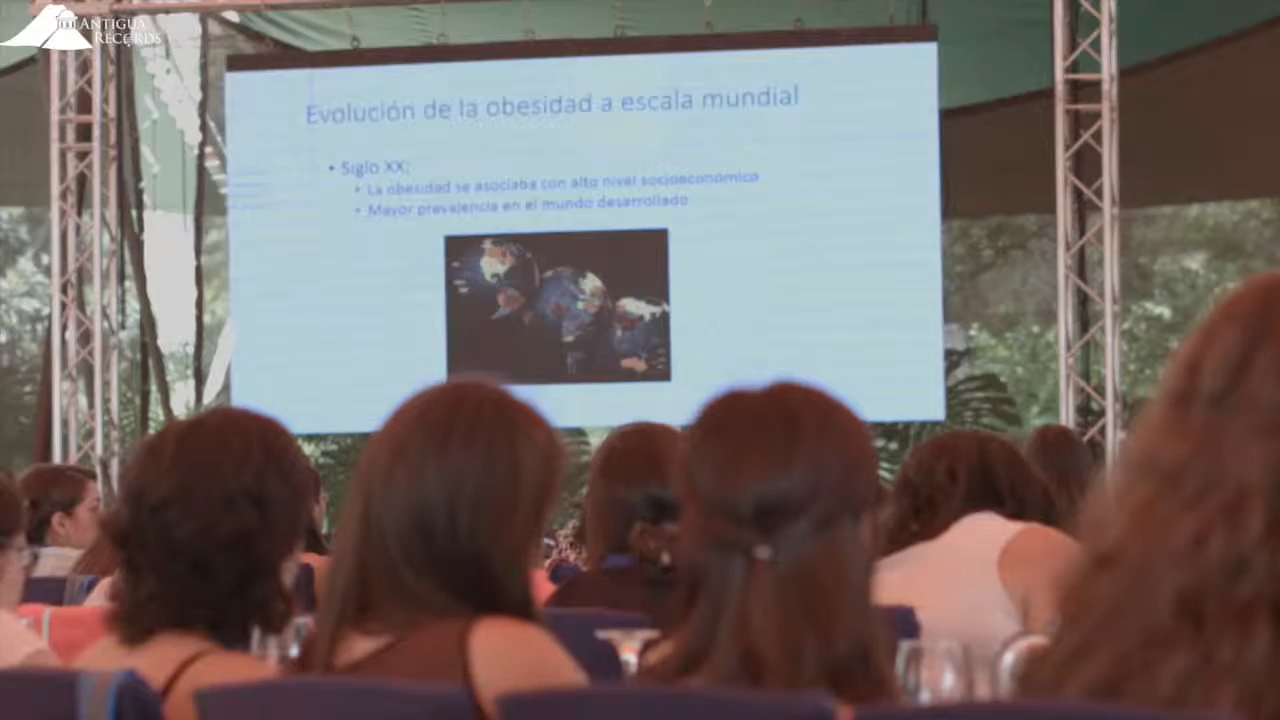 ANTIGUA
RECORDS
Evolución de la obesidad a escala mundial
• Siglo XX:
• La obesidad se asociaba con alto nivel socioeconómico
• Mayor prevalencia en el mundo desarrollado